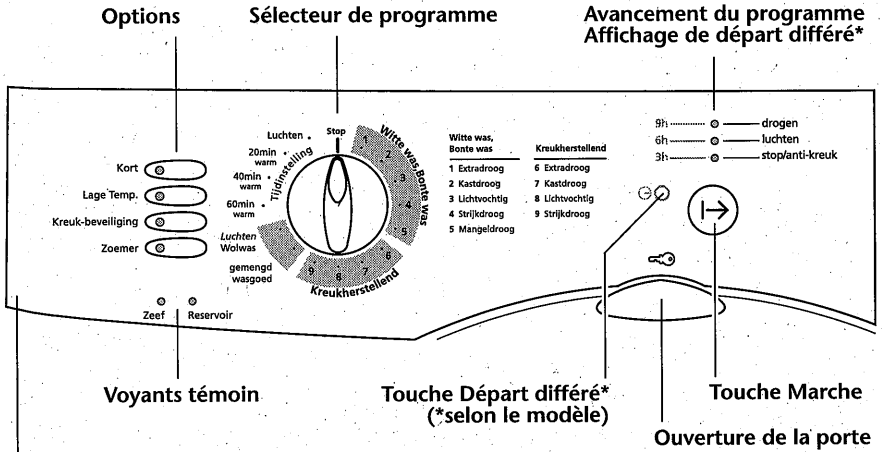 Options
Sélecteur de programme
Avancement du programme
Affichage de départ différé*
Luchten
20min
warm
40min
warm
60min
warm
Tijdinstelling
Stop
Witte was, Bonte was
1
2
3
4
5
6
7
8
9
Kreukherstellend
Luchten
Wolwas
gemengd
wasgoed
Kort
Lage Temp.
Kreuk-beveiliging
Zoemer
Zeef
Reservoir
Witte was,
Bonte was
1 Extradroog
2 Kastdroog
3 Lichtvochtig
4 Strijkdroog
5 Mangeldroog
Kreukherstellend
6 Extradroog
7 Kastdroog
8 Lichtvochtig
9 Strijkdroog
9h drogen
6h luchten
3h stop/anti-kreuk
Voyants témoin
Touche Départ différé*
(*selon le modèle)
Touche Marche
Ouverture de la porte